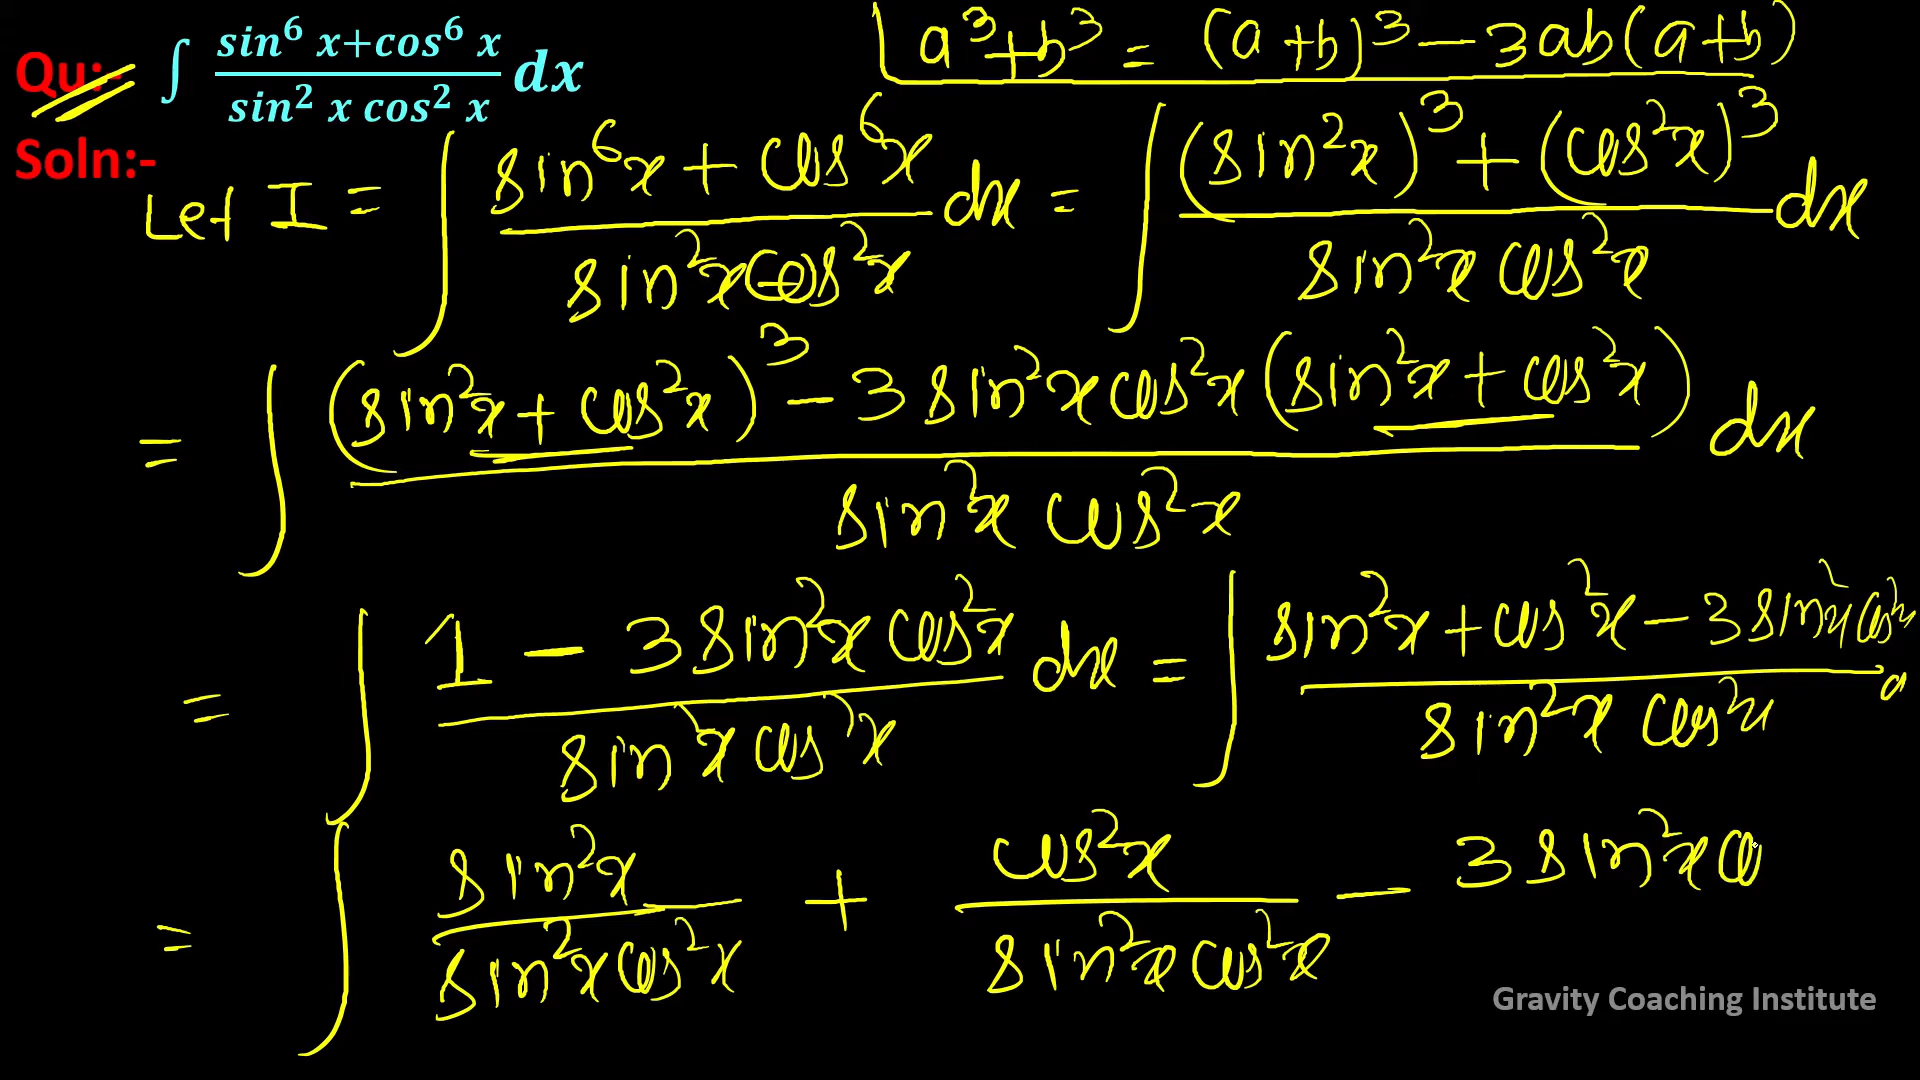 Qu:- ∫ sin⁶ x+cos⁶ x / sin² x cos² x dx
a³+b³ = (a+b)³ - 3ab(a+b)
Soln:-
Let I = ∫ sin⁶x + cos⁶x / sin²x cos²x dx = ∫ (sin²x)³ + (cos²x)³ / sin²x cos²x dx
= ∫ (sin²x + cos²x)³ - 3 sin²x cos²x (sin²x + cos²x) / sin²x cos²x dx
= ∫ 1 - 3 sin²x cos²x / sin²x cos²x dx = ∫ sin²x + cos²x - 3 sin²x cos²x / sin²x cos²x d
= ∫ sin²x / sin²x cos²x + cos²x / sin²x cos²x - 3 sin²x co
Gravity Coaching Institute